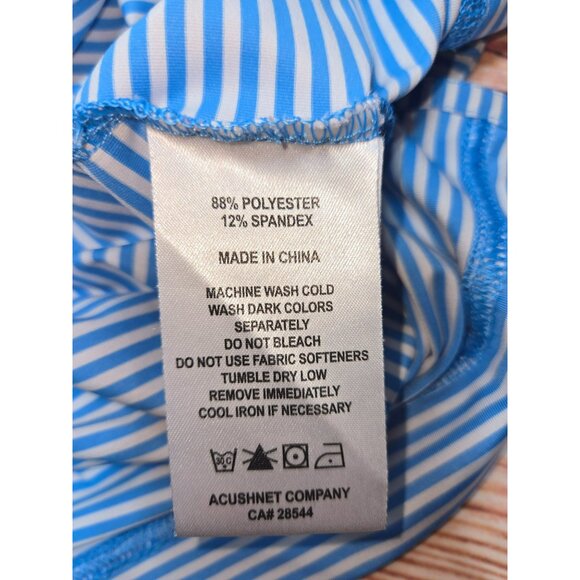 88% POLYESTER
12% SPANDEX
MADE IN CHINA
MACHINE WASH COLD
WASH DARK COLORS
SEPARATELY
DO NOT BLEACH
DO NOT USE FABRIC SOFTENERS
TUMBLE DRY LOW
REMOVE IMMEDIATELY
COOL IRON IF NECESSARY
30 C
ACUSHNET COMPANY
CA# 28544